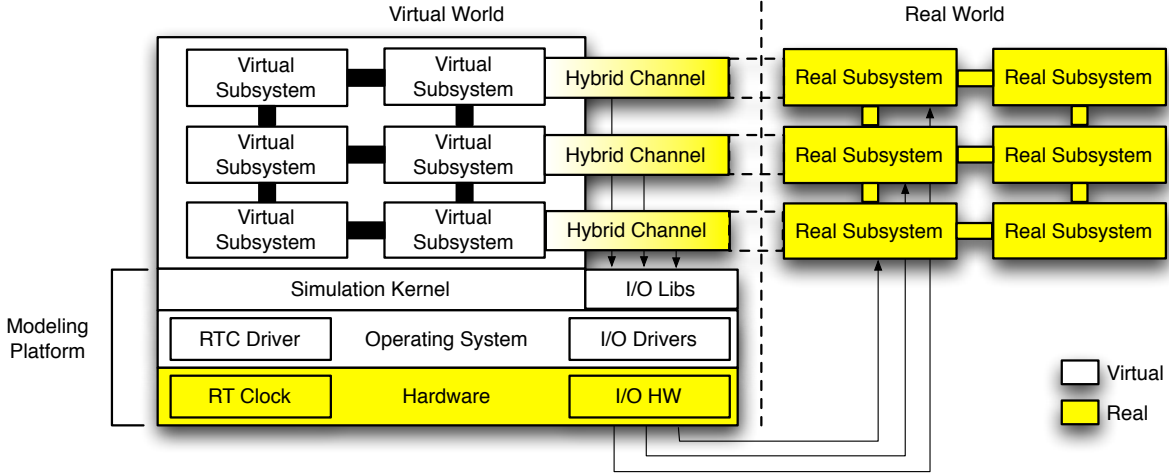 Virtual World
Real World
Virtual
Subsystem
Virtual
Subsystem
Hybrid Channel
Real Subsystem
Real Subsystem
Virtual
Subsystem
Virtual
Subsystem
Hybrid Channel
Real Subsystem
Real Subsystem
Virtual
Subsystem
Virtual
Subsystem
Hybrid Channel
Real Subsystem
Real Subsystem
Modeling
Platform
Simulation Kernel
I/O Libs
RTC Driver
Operating System
I/O Drivers
RT Clock
Hardware
I/O HW
Virtual
Real